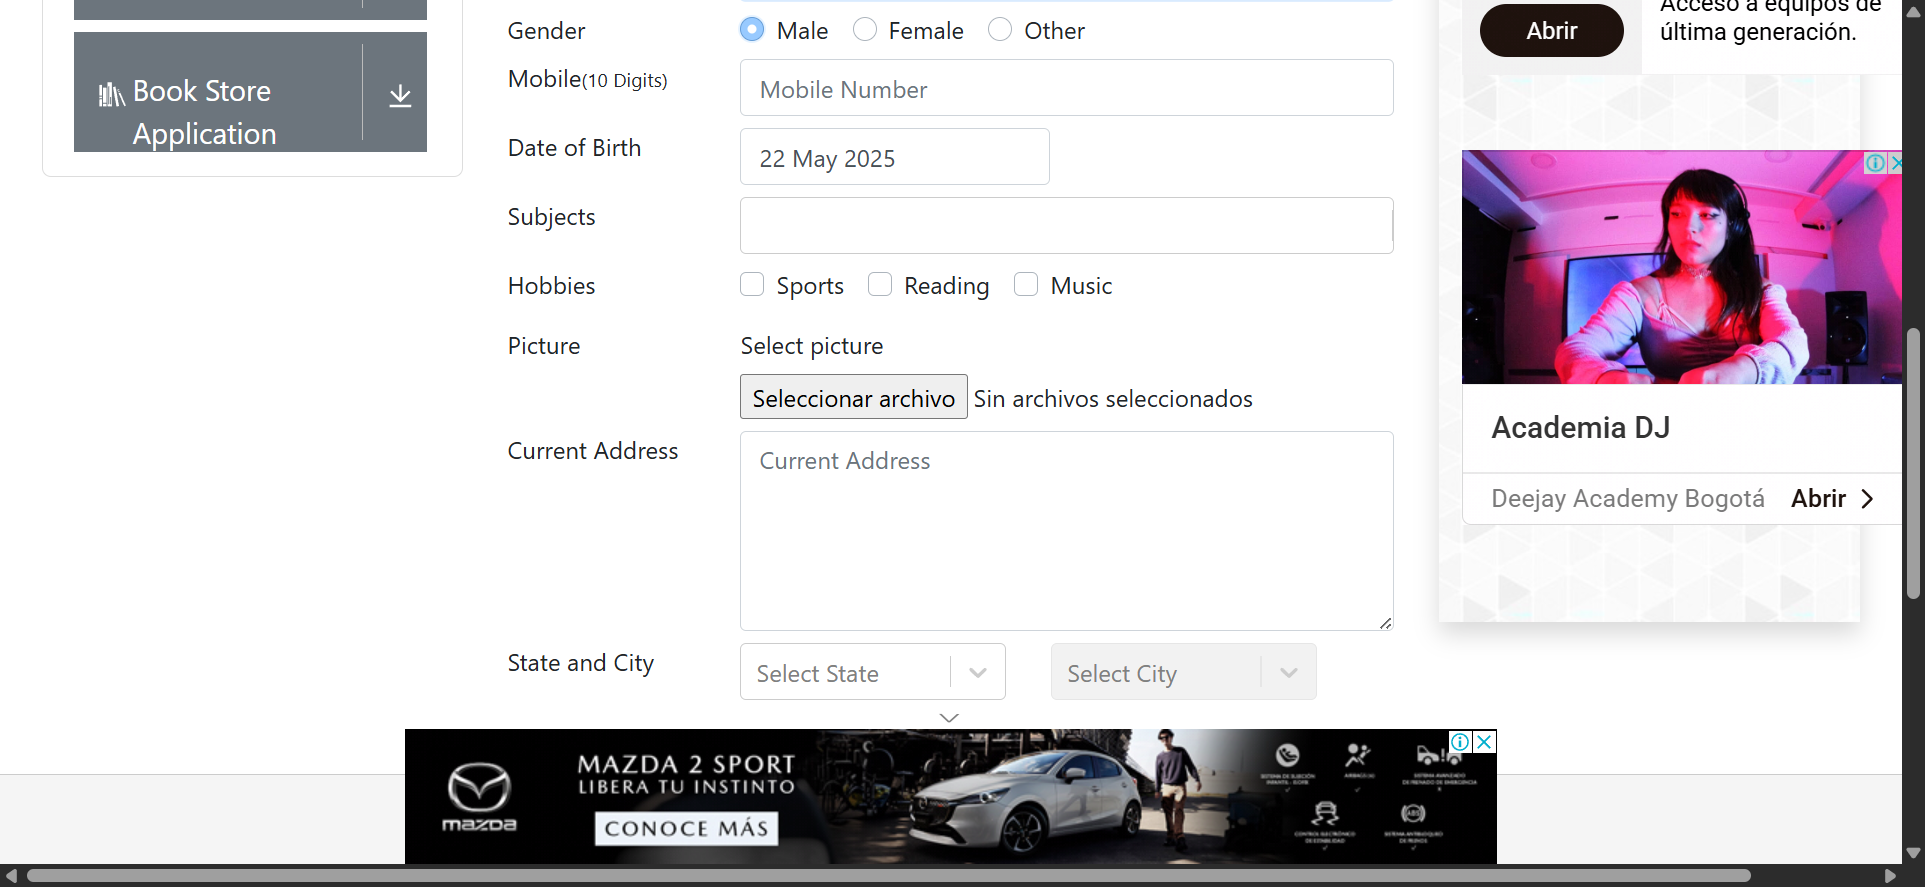 Book Store
Application
Gender
Male
Female
Other
Mobile(10 Digits)
Mobile Number
Date of Birth
22 May 2025
Subjects
Hobbies
Sports
Reading
Music
Picture
Select picture
Seleccionar archivo
Sin archivos seleccionados
Current Address
Current Address
State and City
Select State
Select City
Abrir
Acceso a equipos de
última generación.
Academia DJ
Deejay Academy Bogotá
Abrir
mazda
MAZDA 2 SPORT
LIBERA TU INSTINTO
CONOCE MÁS
ABS